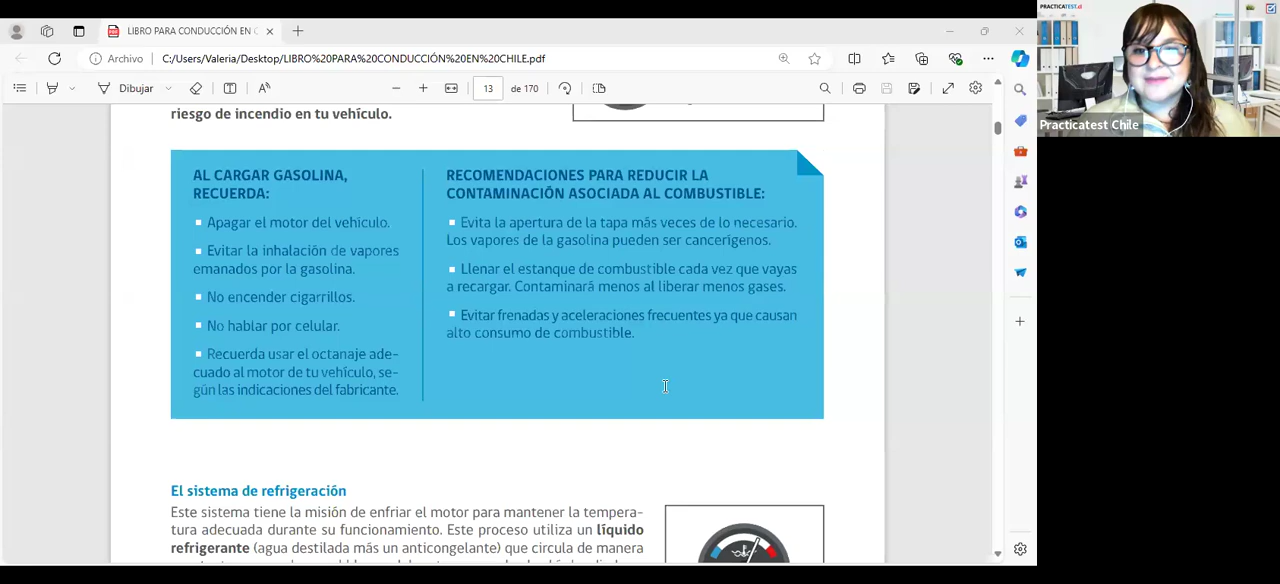 LIBRO PARA CONDUCCIÓN EN C
Archivo
C:/Users/Valeria/Desktop/LIBRO%20PARA%20CONDUCCIÓN%20EN%20CHILE.pdf
Dibujar
13
de 170
PRACTICATEST.cl
Practicatest Chile
riesgo de incendio en tu vehículo.
AL CARGAR GASOLINA,
RECUERDA:
Apagar el motor del vehículo.
Evitar la inhalación de vapores
emanados por la gasolina.
No encender cigarrillos.
No hablar por celular.
Recuerda usar el octanaje ade-
cuado al motor de tu vehículo, se-
gún las indicaciones del fabricante.
RECOMENDACIONES PARA REDUCIR LA
CONTAMINACIÓN ASOCIADA AL COMBUSTIBLE:
Evita la apertura de la tapa más veces de lo necesario.
Los vapores de la gasolina pueden ser cancerígenos.
Llenar el estanque de combustible cada vez que vayas
a recargar. Contaminará menos al liberar menos gases.
Evitar frenadas y aceleraciones frecuentes ya que causan
alto consumo de combustible.
El sistema de refrigeración
Este sistema tiene la misión de enfriar el motor para mantener la tempera-
tura adecuada durante su funcionamiento. Este proceso utiliza un líquido
refrigerante (agua destilada más un anticongelante) que circula de manera